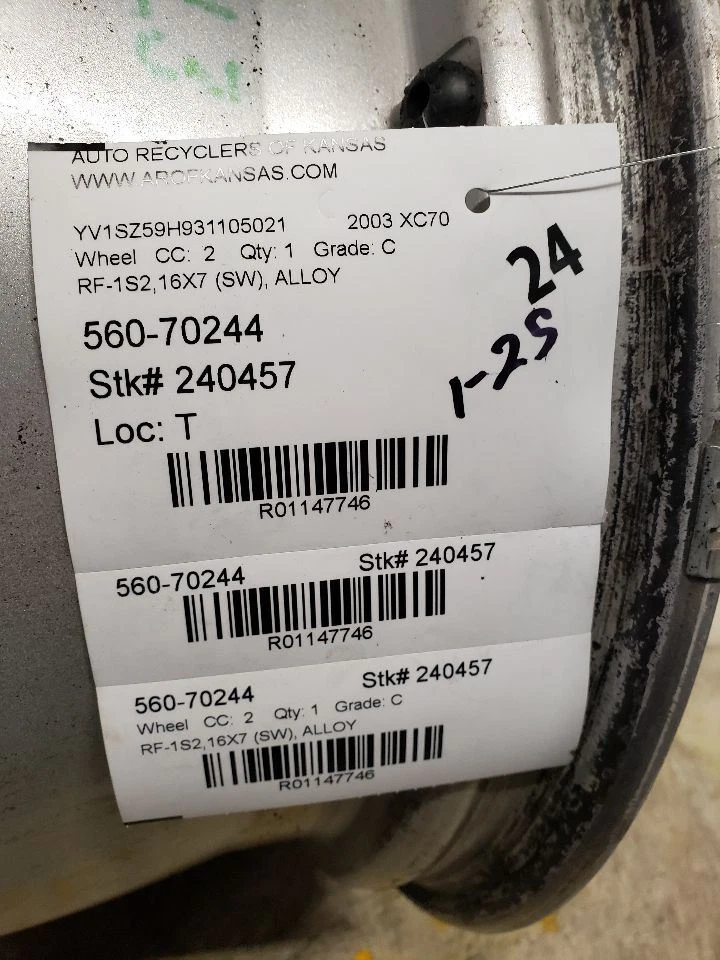 AUTO RECYCLERS OF KANSAS
WWW.AROFKANSAS.COM
YV1SZ59H931105021 2003 XC70
Wheel CC: 2 Qty: 1 Grade: C
RF-1S2,16X7 (SW), ALLOY
24
560-70244
1-25
Stk# 240457
Loc: T
R01147746
560-70244 Stk# 240457
R01147746
560-70244 Stk# 240457
Wheel CC: 2 Qty: 1 Grade: C
RF-1S2,16X7 (SW), ALLOY
R01147746